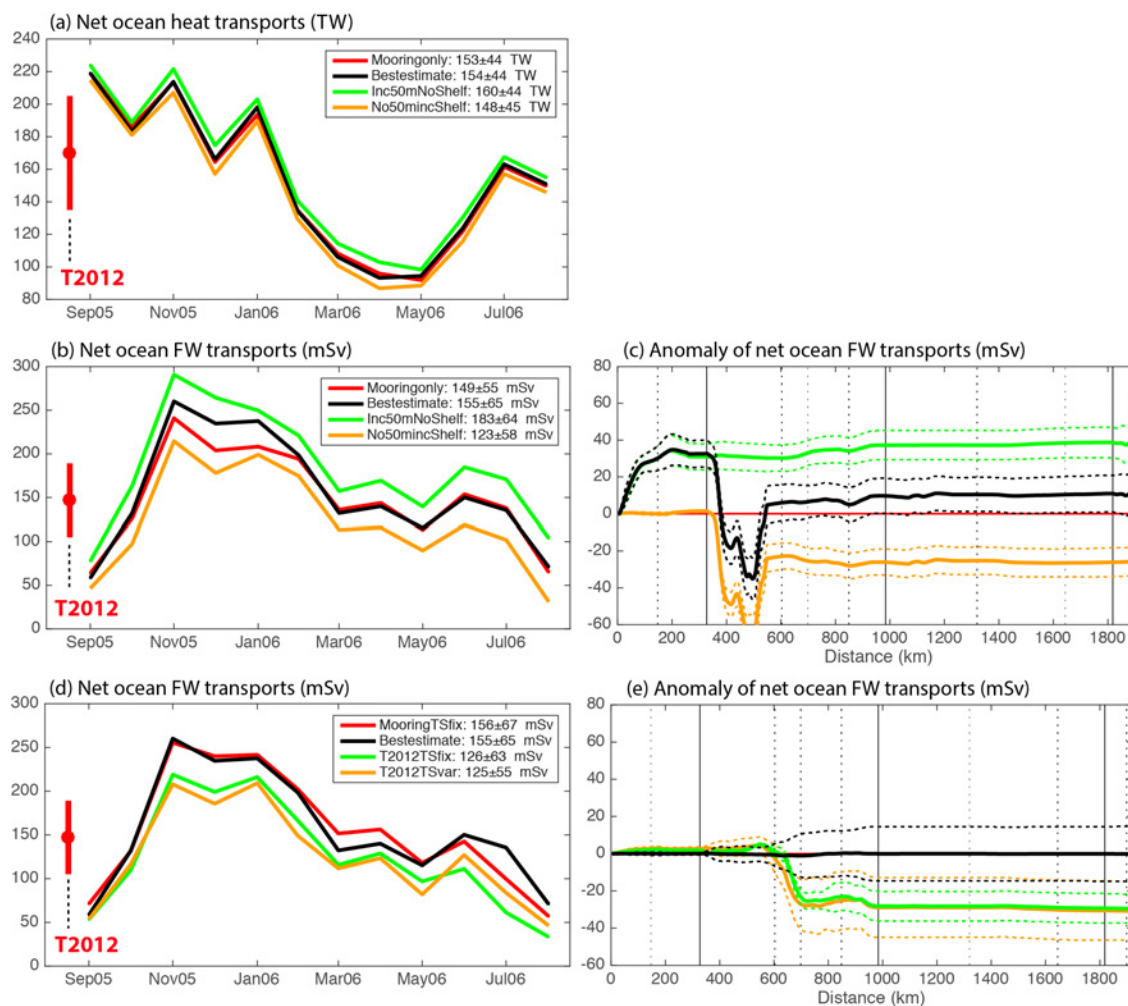 (a) Net ocean heat transports (TW)
240
220
200
180
160
140
120
100
80
Mooringonly: 153±44 TW
Bestestimate: 154±44 TW
Inc50mNoShelf: 160±44 TW
No50mincShelf: 148±45 TW
T2012
Sep05 Nov05 Jan06 Mar06 May06 Jul06
(b) Net ocean FW transports (mSv)
300
250
200
150
100
50
0
Mooringonly: 149±55 mSv
Bestestimate: 155±65 mSv
Inc50mNoShelf: 183±64 mSv
No50mincShelf: 123±58 mSv
T2012
Sep05 Nov05 Jan06 Mar06 May06 Jul06
(c) Anomaly of net ocean FW transports (mSv)
80
60
40
20
0
-20
-40
-60
0 200 400 600 800 1000 1200 1400 1600 1800
Distance (km)
(d) Net ocean FW transports (mSv)
300
250
200
150
100
50
0
MooringTSfix: 156±67 mSv
Bestestimate: 155±65 mSv
T2012TSfix: 126±63 mSv
T2012TSvar: 125±55 mSv
T2012
Sep05 Nov05 Jan06 Mar06 May06 Jul06
(e) Anomaly of net ocean FW transports (mSv)
80
60
40
20
0
-20
-40
-60
0 200 400 600 800 1000 1200 1400 1600 1800
Distance (km)